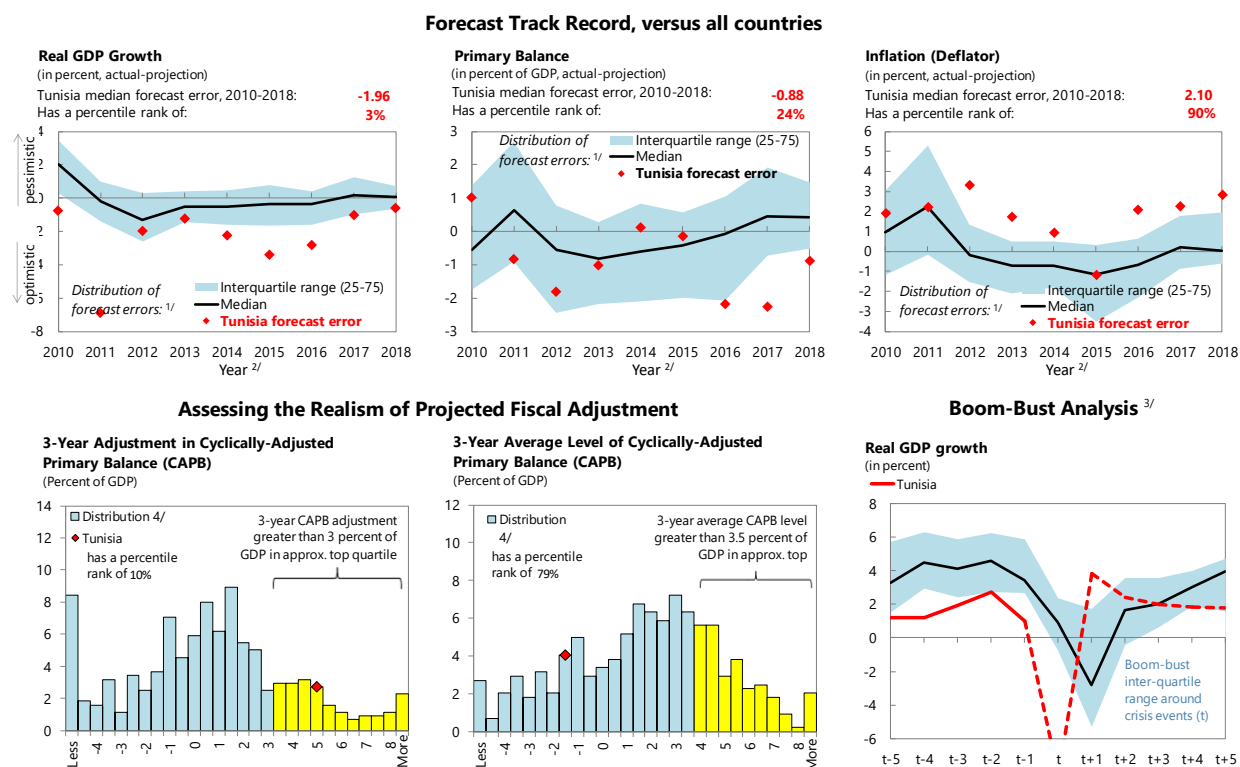 Forecast Track Record, versus all countries
Real GDP Growth
(in percent, actual-projection)
Tunisia median forecast error, 2010-2018: -1.96
Has a percentile rank of: 3%
4
2
0
-2
-4
-6
-8
pessimistic
optimistic
Distribution of
forecast errors: 1/
Interquartile range (25-75)
Median
Tunisia forecast error
2010 2011 2012 2013 2014 2015 2016 2017 2018
Year 2/
Primary Balance
(in percent of GDP, actual-projection)
Tunisia median forecast error, 2010-2018: -0.88
Has a percentile rank of: 24%
3
2
1
0
-1
-2
-3
Distribution of
forecast errors: 1/
Interquartile range (25-75)
Median
Tunisia forecast error
2010 2011 2012 2013 2014 2015 2016 2017 2018
Year 2/
Inflation (Deflator)
(in percent, actual-projection)
Tunisia median forecast error, 2010-2018: 2.10
Has a percentile rank of: 90%
6
5
4
3
2
1
0
-1
-2
-3
-4
Distribution of
forecast errors: 1/
Interquartile range (25-75)
Median
Tunisia forecast error
2010 2011 2012 2013 2014 2015 2016 2017 2018
Year 2/
Assessing the Realism of Projected Fiscal Adjustment
3-Year Adjustment in Cyclically-Adjusted
Primary Balance (CAPB)
(Percent of GDP)
14
12
10
8
6
4
2
0
Distribution 4/
Tunisia
has a percentile
rank of 10%
3-year CAPB adjustment
greater than 3 percent of
GDP in approx. top quartile
Less -4 -3 -2 -1 0 1 2 3 4 5 6 7 8 More
3-Year Average Level of Cyclically-Adjusted
Primary Balance (CAPB)
(Percent of GDP)
12
10
8
6
4
2
0
Distribution
4/
has a percentile
rank of 79%
3-year average CAPB level
greater than 3.5 percent of
GDP in approx. top
Less -4 -3 -2 -1 0 1 2 3 4 5 6 7 8 More
Boom-Bust Analysis 3/
Real GDP growth
(in percent)
Tunisia
8
6
4
2
0
-2
-4
-6
Boom-bust
inter-quartile
range around
crisis events (t)
t-5 t-4 t-3 t-2 t-1 t t+1 t+2 t+3 t+4 t+5